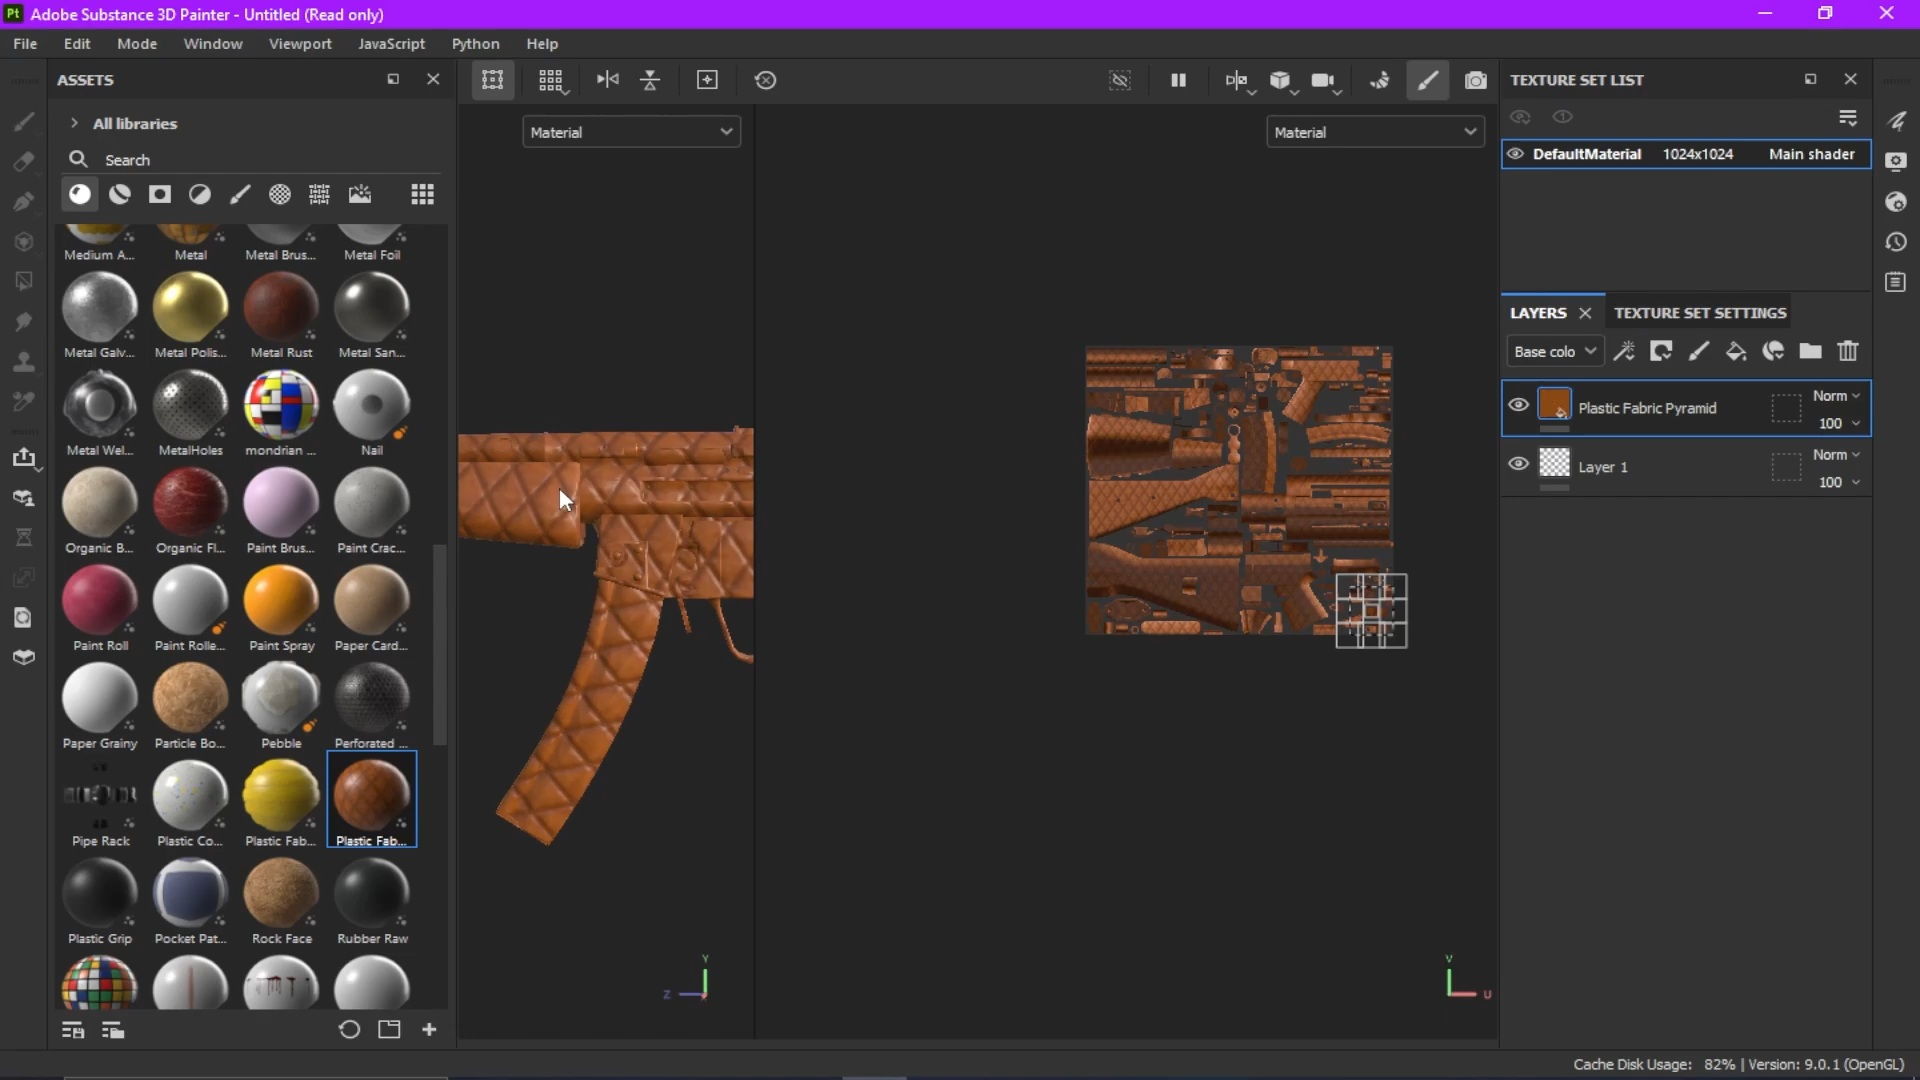 Pt Adobe Substance 3D Painter - Untitled (Read only)
File Edit Mode Window Viewport JavaScript Python Help
ASSETS
TEXTURE SET LIST
All libraries
Search
Material
Material
DefaultMaterial 1024x1024 Main shader
Medium A... Metal Metal Brus... Metal Foil
Metal Galv... Metal Polis... Metal Rust Metal San...
LAYERS TEXTURE SET SETTINGS
Base colo
Plastic Fabric Pyramid Norm 100
Layer 1 Norm 100
Metal Wel... MetalHoles mondrian ... Nail
Organic B... Organic Fl... Paint Brus... Paint Crac...
Paint Roll Paint Rolle... Paint Spray Paper Card...
Paper Grainy Particle Bo... Pebble Perforated ...
Pipe Rack Plastic Co... Plastic Fab... Plastic Fab...
Plastic Grip Pocket Pat... Rock Face Rubber Raw
Y
Z
V
U
Cache Disk Usage: 82% | Version: 9.0.1 (OpenGL)